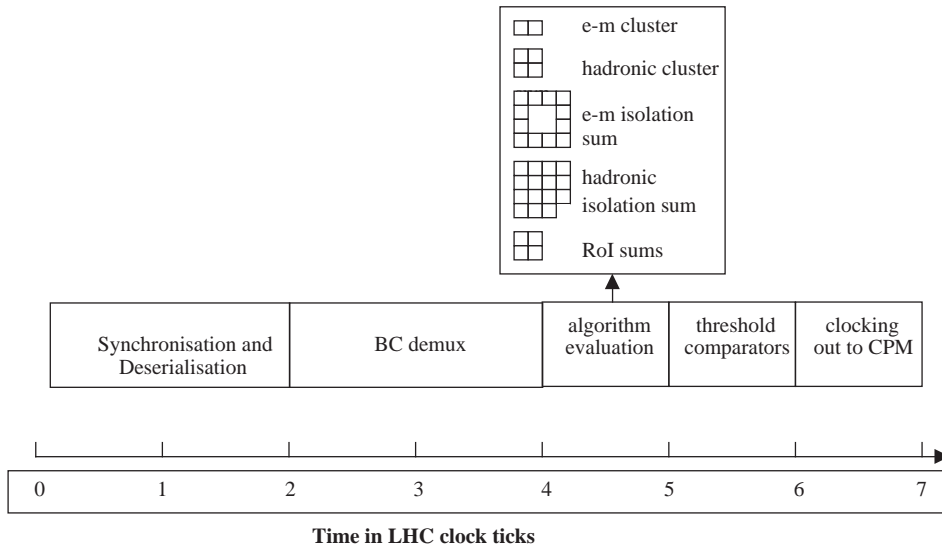 e-m cluster
hadronic cluster
e-m isolation
sum
hadronic
isolation sum
RoI sums
Synchronisation and
Deserialisation
BC demux
algorithm
evaluation
threshold
comparators
clocking
out to CPM
0 1 2 3 4 5 6 7
Time in LHC clock ticks